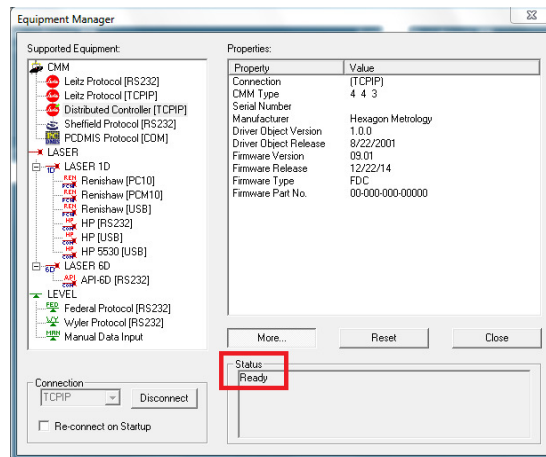 Equipment Manager
Supported Equipment:
CMM
Leitz Protocol [RS232]
Leitz Protocol [TCPIP]
Distributed Controller [TCPIP]
Sheffield Protocol [RS232]
PCDMIS Protocol [COM]
LASER
LASER 1D
Renishaw [PC10]
Renishaw [PCM10]
Renishaw [USB]
HP [RS232]
HP [USB]
HP 5530 [USB]
LASER 6D
API-6D [RS232]
LEVEL
Federal Protocol [RS232]
Wyler Protocol [RS232]
Manual Data Input
Connection
TCPIP
Disconnect
Re-connect on Startup
Properties:
Property Value
Connection [TCPIP]
CMM Type 4 4 3
Serial Number
Manufacturer Hexagon Metrology
Driver Object Version 1.0.0
Driver Object Release 8/22/2001
Firmware Version 09.01
Firmware Release 12/22/14
Firmware Type FDC
Firmware Part No. 00-000-000-00000
More... Reset Close
Status
Ready